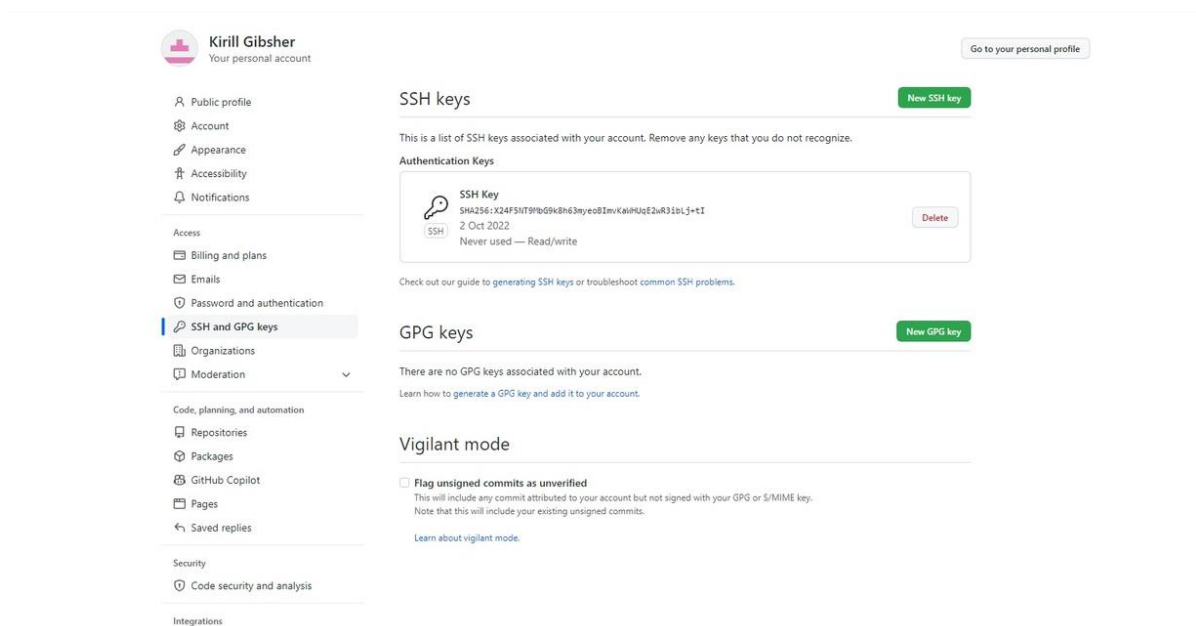 Kirill Gibsher
Your personal account
Go to your personal profile
Public profile
Account
Appearance
Accessibility
Notifications
Access
Billing and plans
Emails
Password and authentication
SSH and GPG keys
Organizations
Moderation
Code, planning, and automation
Repositories
Packages
GitHub Copilot
Pages
Saved replies
Security
Code security and analysis
Integrations
SSH keys
New SSH key
This is a list of SSH keys associated with your account. Remove any keys that you do not recognize.
Authentication Keys
SSH Key
SHA256:X24F5NT9MbG9k8h63myeoBImvKaWHUqE2wR3ibLj+tI
SSH
2 Oct 2022
Never used — Read/write
Delete
Check out our guide to generating SSH keys or troubleshoot common SSH problems.
GPG keys
New GPG key
There are no GPG keys associated with your account.
Learn how to generate a GPG key and add it to your account.
Vigilant mode
Flag unsigned commits as unverified
This will include any commit attributed to your account but not signed with your GPG or S/MIME key.
Note that this will include your existing unsigned commits.
Learn about vigilant mode.